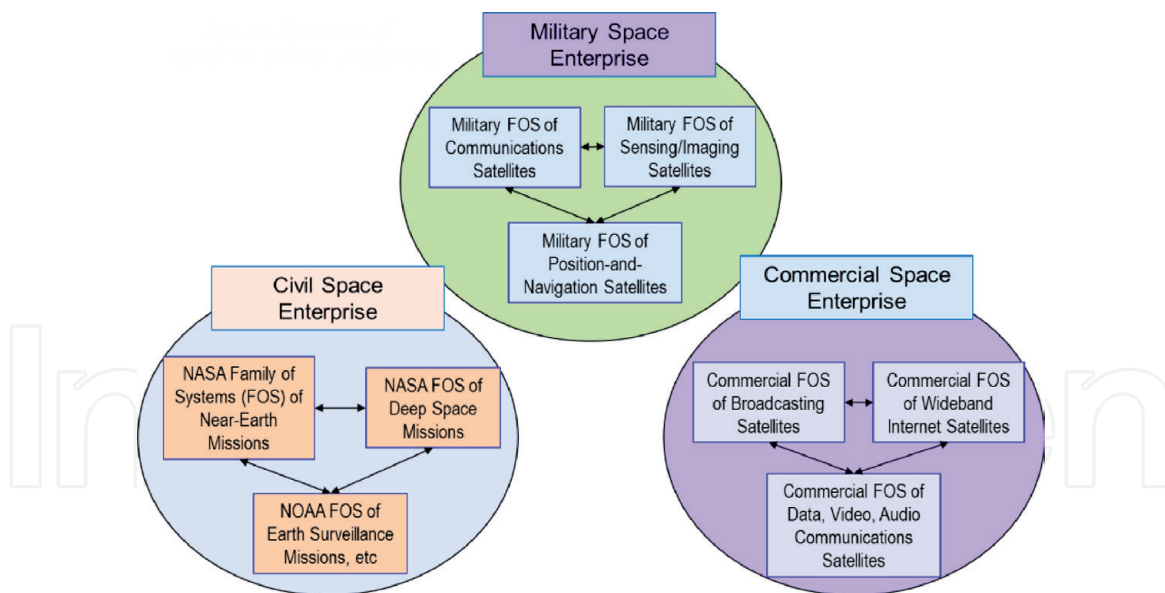 Military Space
Enterprise
Military FOS of
Communications
Satellites
Military FOS of
Sensing/Imaging
Satellites
Military FOS of
Position-and-
Navigation Satellites
Civil Space
Enterprise
NASA Family of
Systems (FOS) of
Near-Earth
Missions
NASA FOS of
Deep Space
Missions
NOAA FOS of
Earth Surveillance
Missions, etc
Commercial Space
Enterprise
Commercial FOS
of Broadcasting
Satellites
Commercial FOS
of Wideband
Internet Satellites
Commercial FOS of
Data, Video, Audio
Communications
Satellites